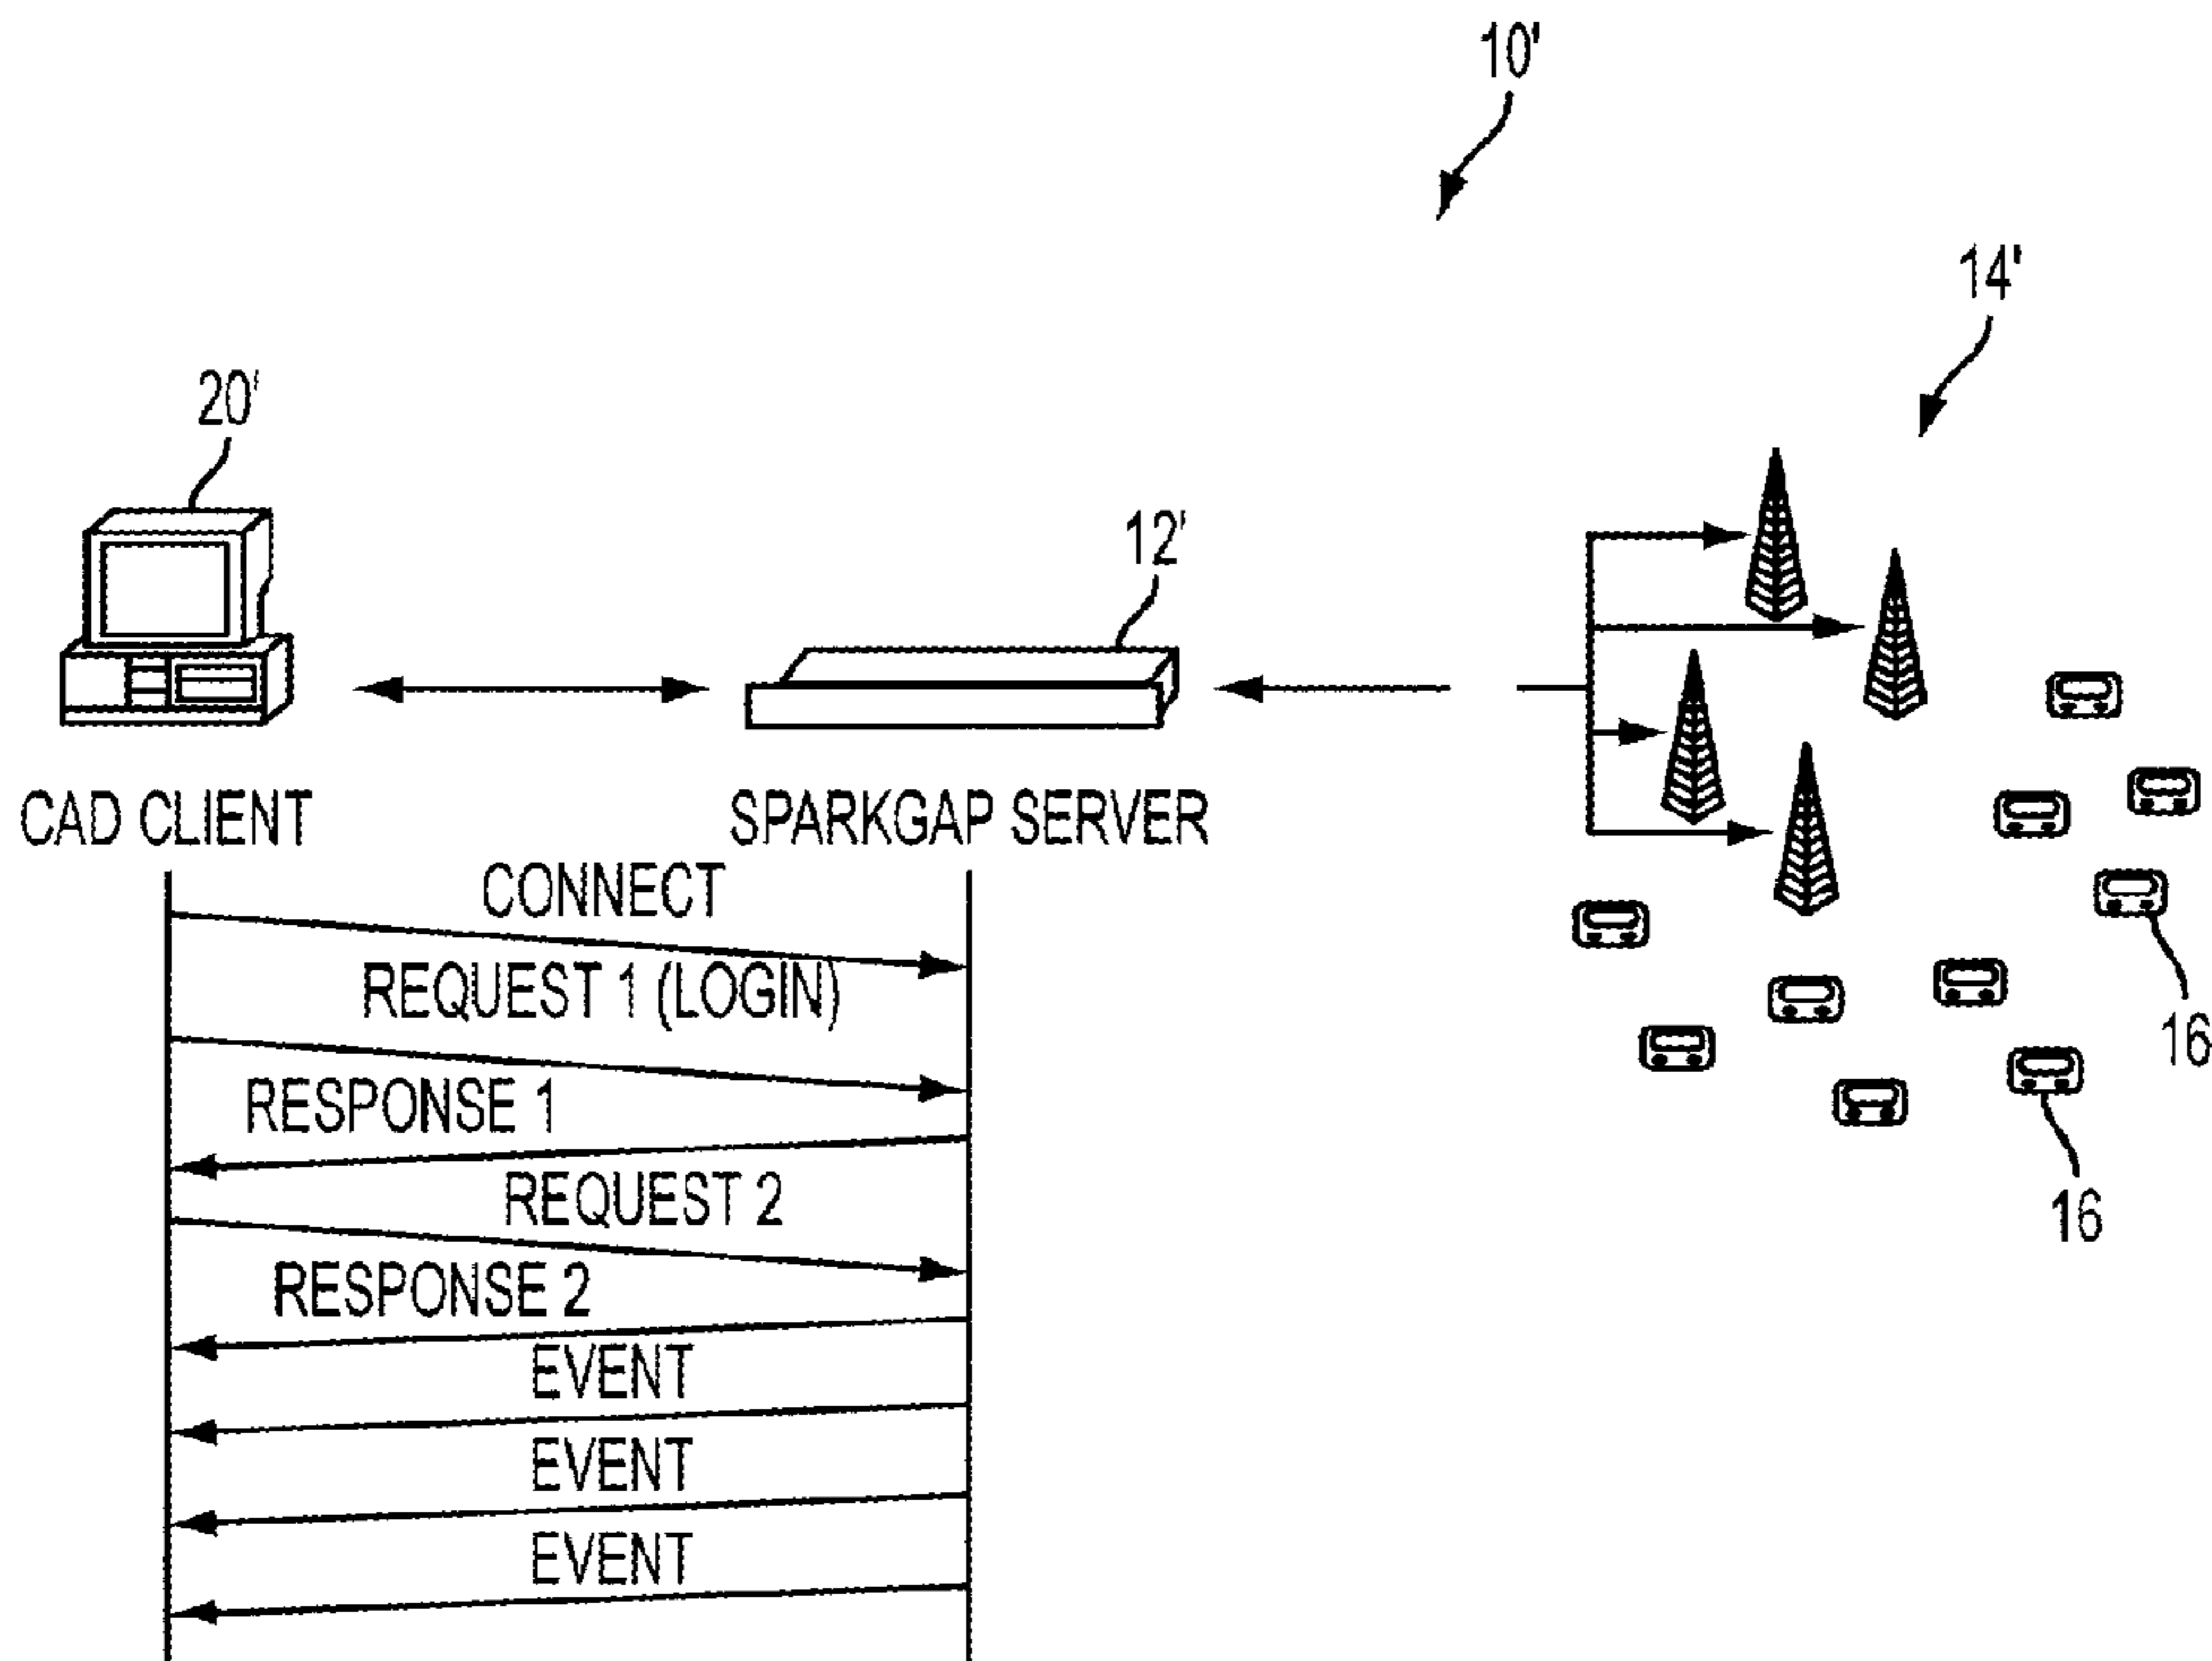 10'
14'
20'
12'
CAD CLIENT
SPARKGAP SERVER
CONNECT
REQUEST 1 (LOGIN)
16
RESPONSE 1
REQUEST 2
16
RESPONSE 2
EVENT
EVENT
EVENT